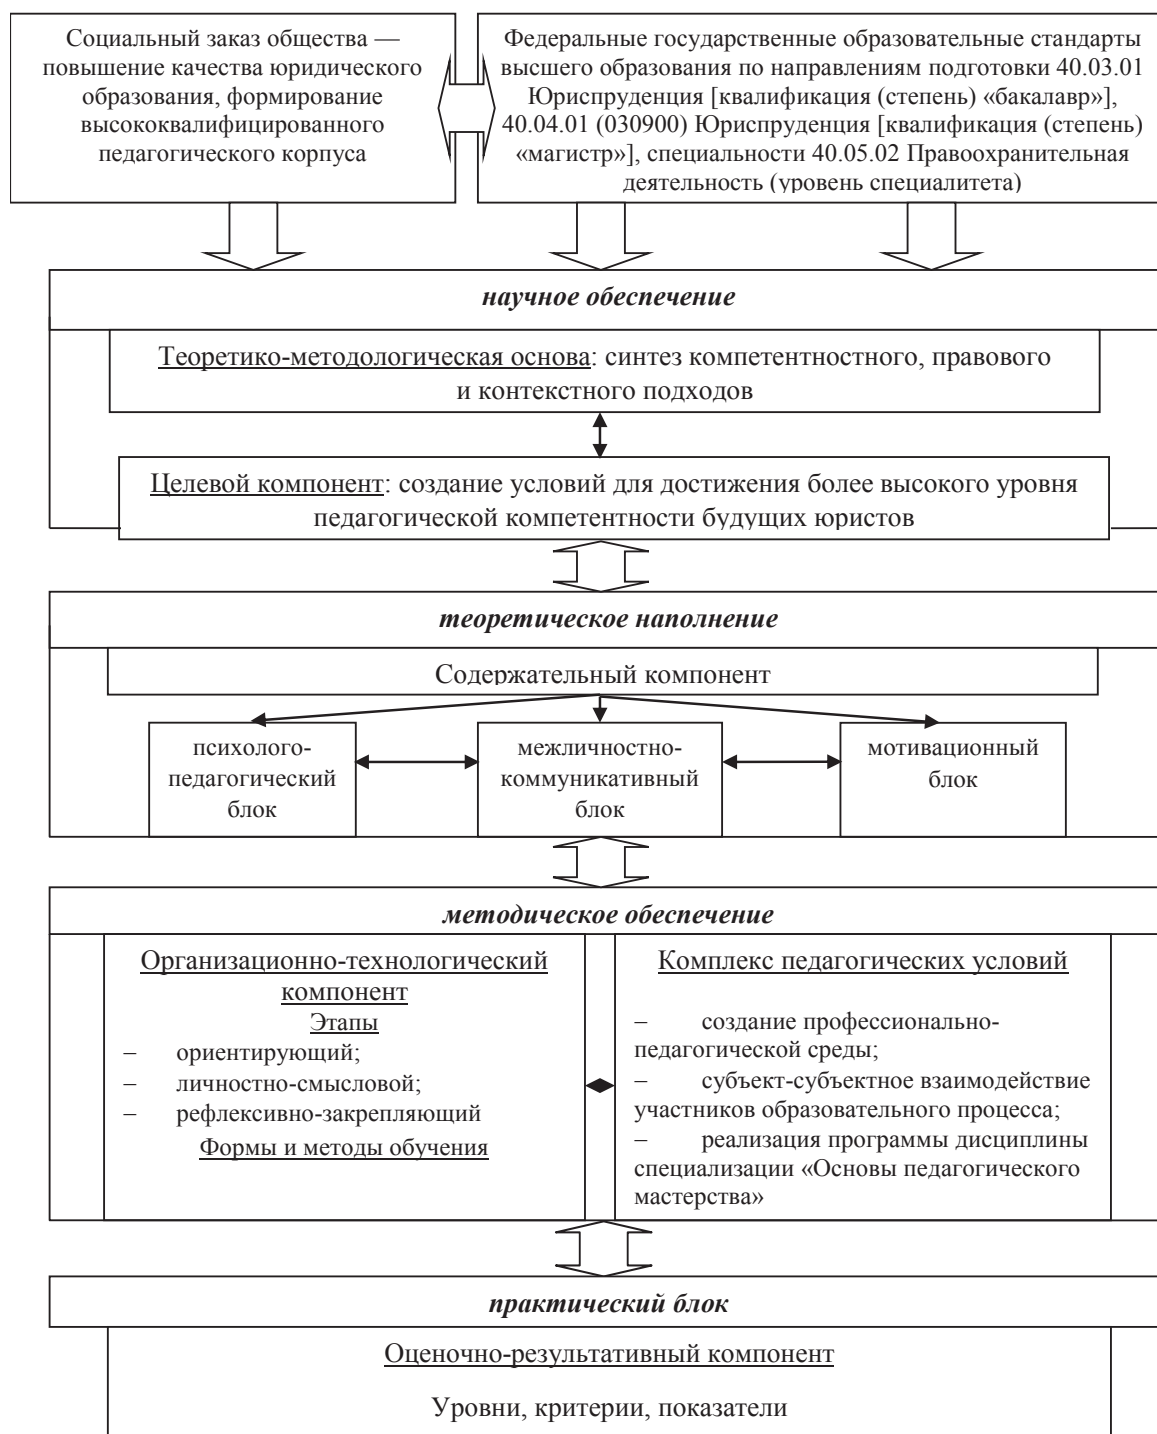 Социальный заказ общества —
повышение качества юридического
образования, формирование
высококвалифицированного
педагогического корпуса
Федеральные государственные образовательные стандарты
высшего образования по направлениям подготовки 40.03.01
Юриспруденция [квалификация (степень) «бакалавр»],
40.04.01 (030900) Юриспруденция [квалификация (степень)
«магистр»], специальности 40.05.02 Правоохранительная
деятельность (уровень специалитета)
научное обеспечение
Теоретико-методологическая основа: синтез компетентностного, правового
и контекстного подходов
Целевой компонент: создание условий для достижения более высокого уровня
педагогической компетентности будущих юристов
теоретическое наполнение
Содержательный компонент
психолого-
педагогический
блок
межличностно-
коммуникативный
блок
мотивационный
блок
методическое обеспечение
Организационно-технологический
компонент
Этапы
– ориентирующий;
– личностно-смысловой;
– рефлексивно-закрепляющий
Формы и методы обучения
Комплекс педагогических условий
– создание профессионально-
педагогической среды;
– субъект-субъектное взаимодействие
участников образовательного процесса;
– реализация программы дисциплины
специализации «Основы педагогического
мастерства»
практический блок
Оценочно-результативный компонент
Уровни, критерии, показатели